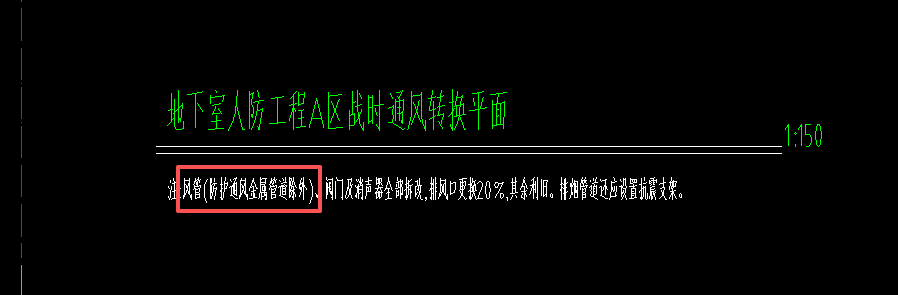 地下室人防工程A区战时通风转换平面
1:150
注:风管(防护通风金属管道除外)、阀门及消声器全部拆改,排风口更换20%,其余利旧。排烟管道还应设置抗震支架。